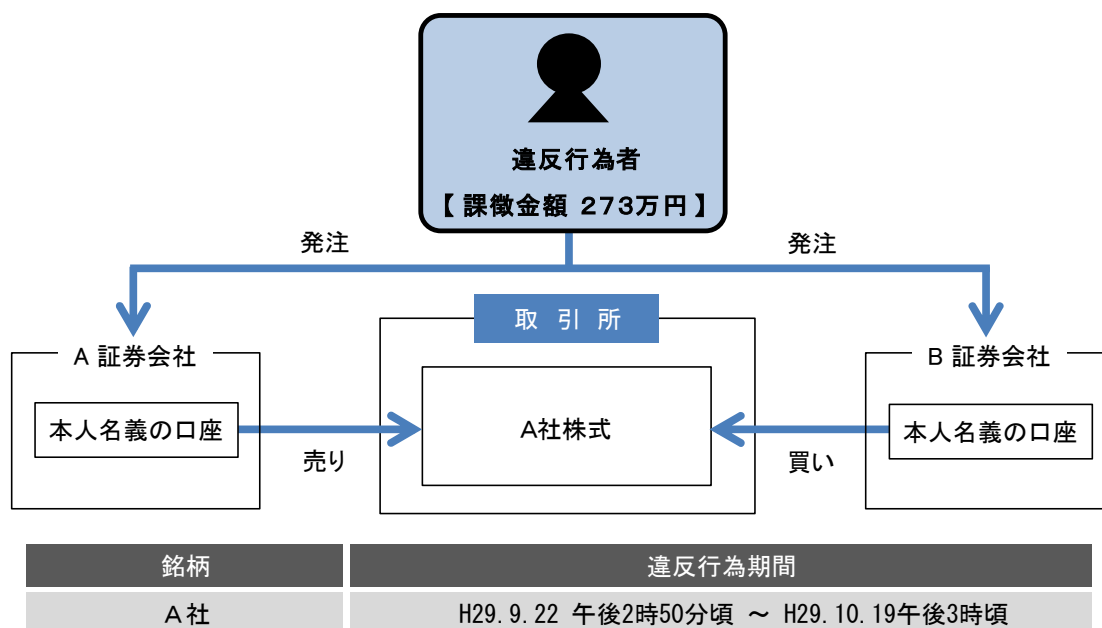 違反行為者
【 課徴金額 273万円 】
発注
発注
取 引 所
A 証券会社
B 証券会社
本人名義の口座
A社株式
本人名義の口座
売り
買い
銘柄
違反行為期間
A社
H29.9.22 午後2時50分頃 ～ H29.10.19午後3時頃